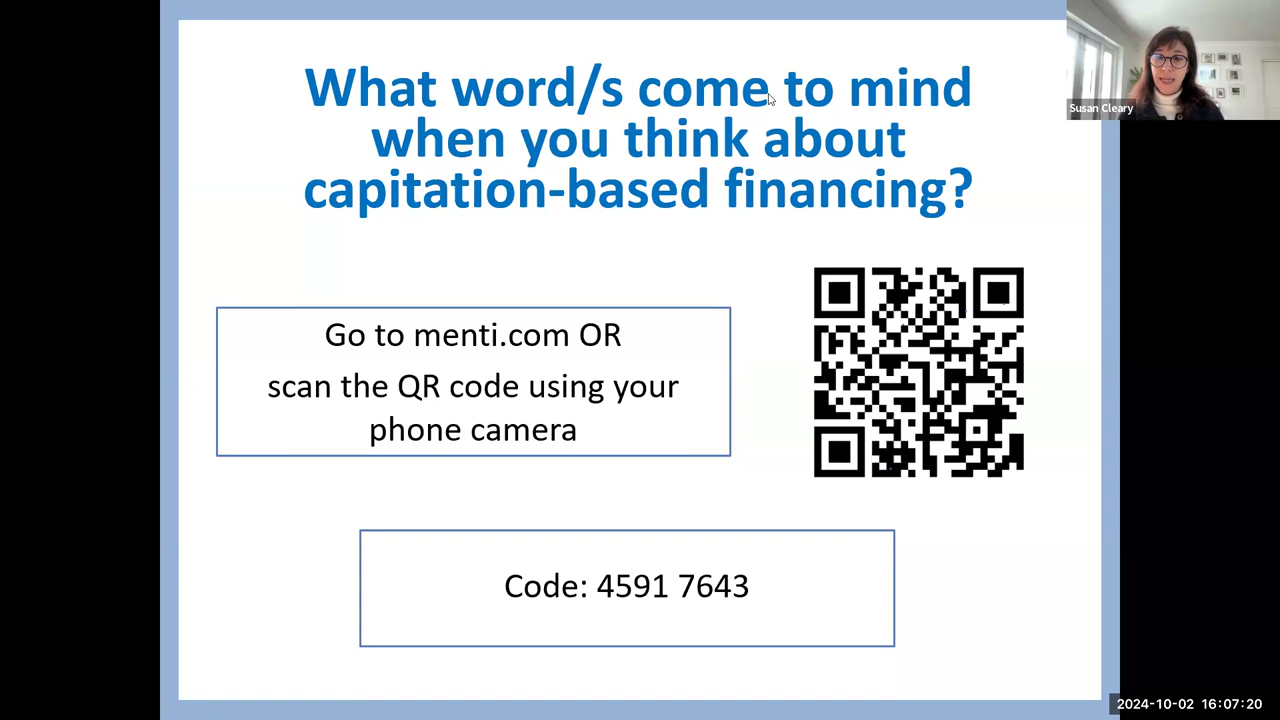 What word/s come to mind
when you think about
capitation-based financing?
Susan Cleary
Go to menti.com OR
scan the QR code using your
phone camera
Code: 4591 7643
2024-10-02 16:07:20